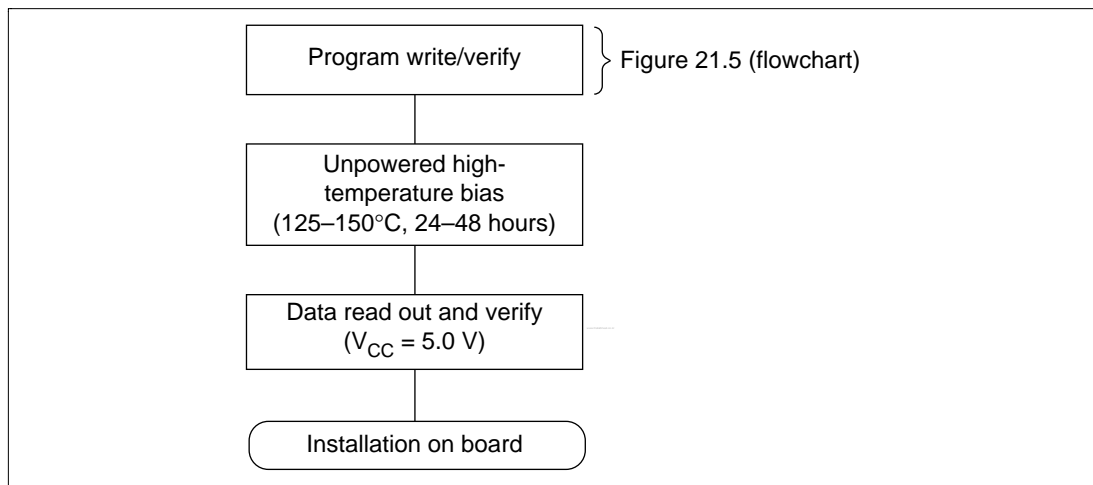 Program write/verify
Figure 21.5 (flowchart)
Unpowered high-
temperature bias
(125–150°C, 24–48 hours)
Data read out and verify
(VCC = 5.0 V)
Installation on board